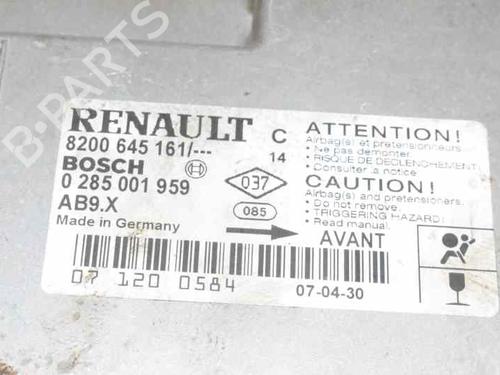 B-PARTS
RENAULT C
8200 645 161/--- 14
BOSCH
0 285 001 959
AB9.X
Made in Germany
037
085
ATTENTION!
Airbag(s) et pretensionneurs
• Ne pas demonter.
• RISQUE DE DECLENCHEMENT.
• Consulter la notice.
CAUTION!
Airbag(s) and pretensioners.
• Do not remove.
• TRIGGERING HAZARD!
• Read manual.
AVANT
07 120 0584
07-04-30